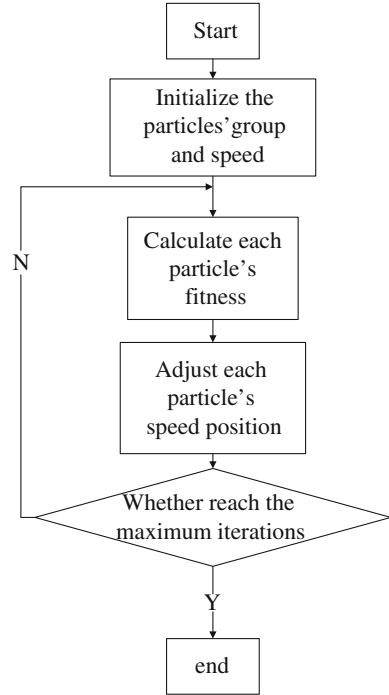 Start
Initialize the
particles'group
and speed
N
Calculate each
particle's
fitness
Adjust each
particle's
speed position
Whether reach the
maximum iterations
Y
end